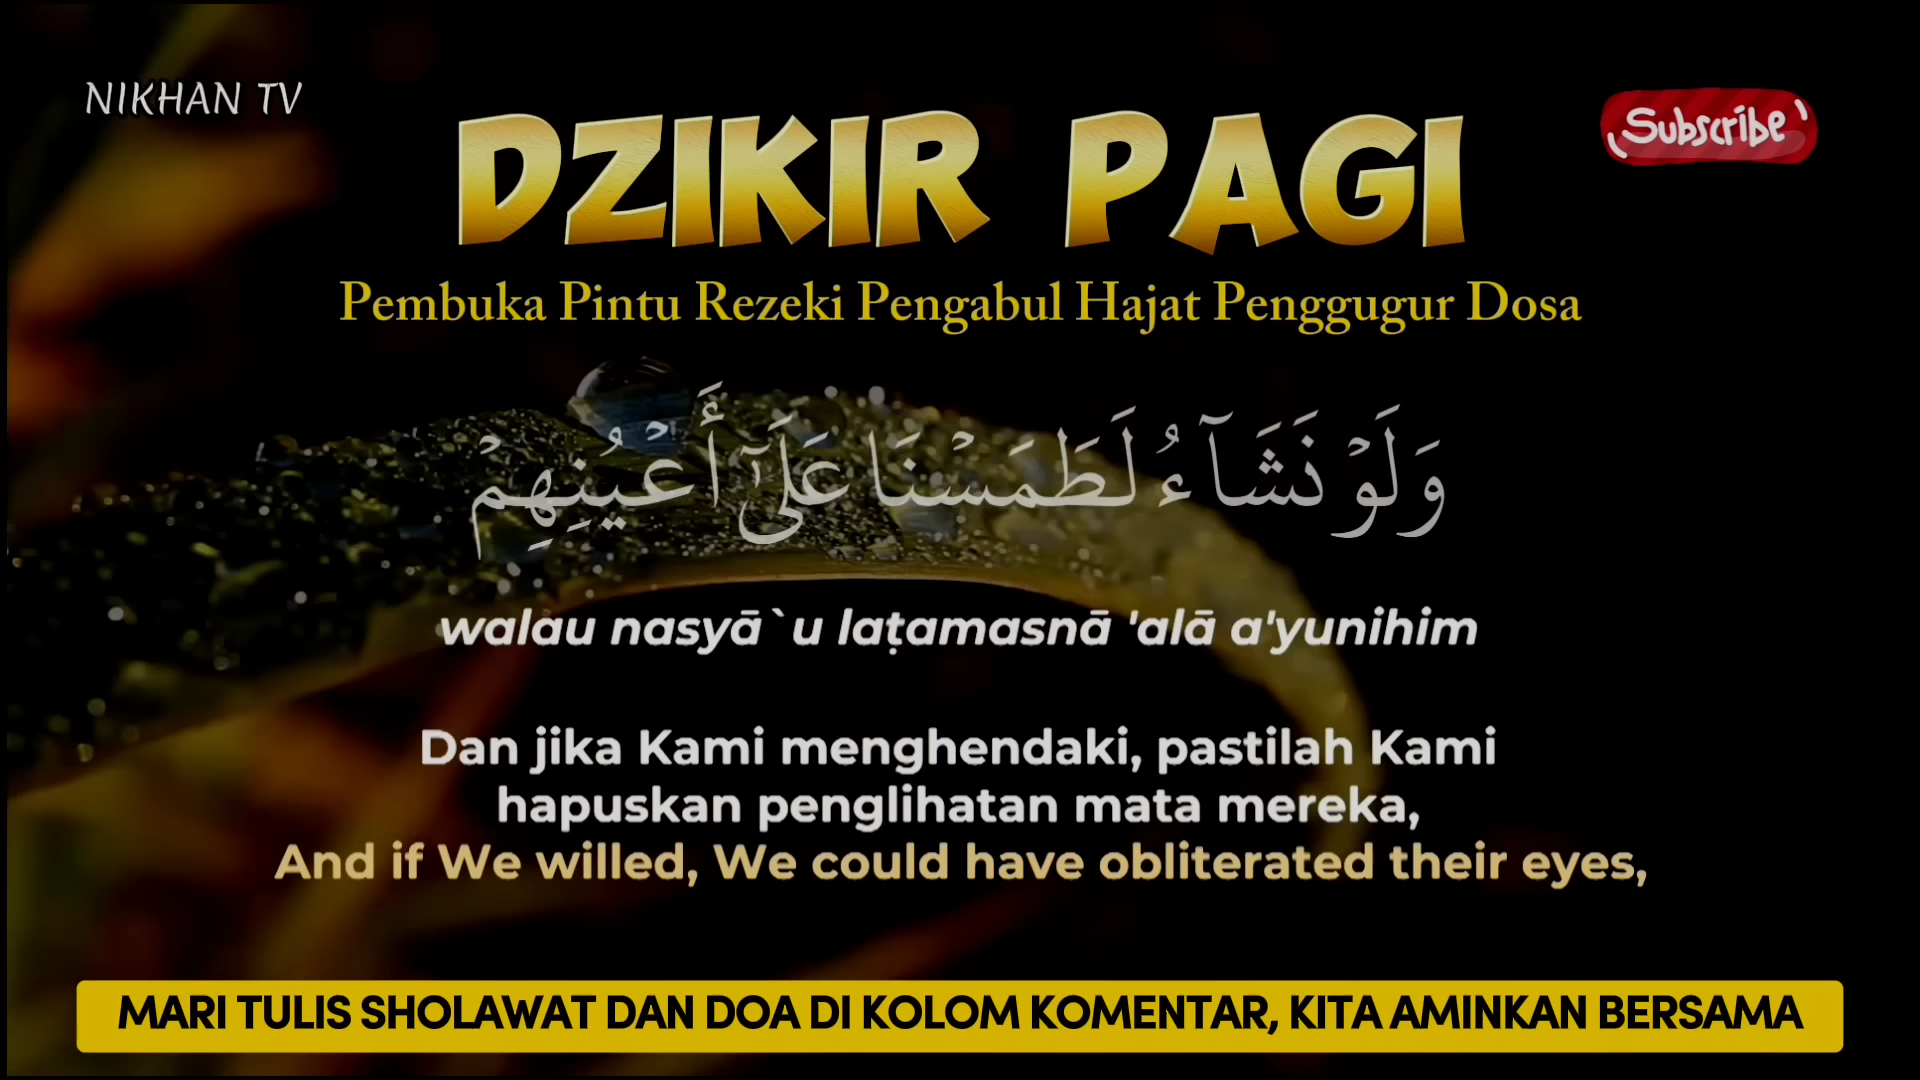 NIKHAN TV
Subscribe
DZIKIR PAGI
Pembuka Pintu Rezeki Pengabul Hajat Penggugur Dosa
وَلَوْ نَشَآءُ لَطَمَسْنَا عَلَىٰٓ أَعْيُنِهِمْ
walau nasyā`u laṭamasnā 'alā a'yunihim
Dan jika Kami menghendaki, pastilah Kami
hapuskan penglihatan mata mereka,
And if We willed, We could have obliterated their eyes,
MARI TULIS SHOLAWAT DAN DOA DI KOLOM KOMENTAR, KITA AMINKAN BERSAMA